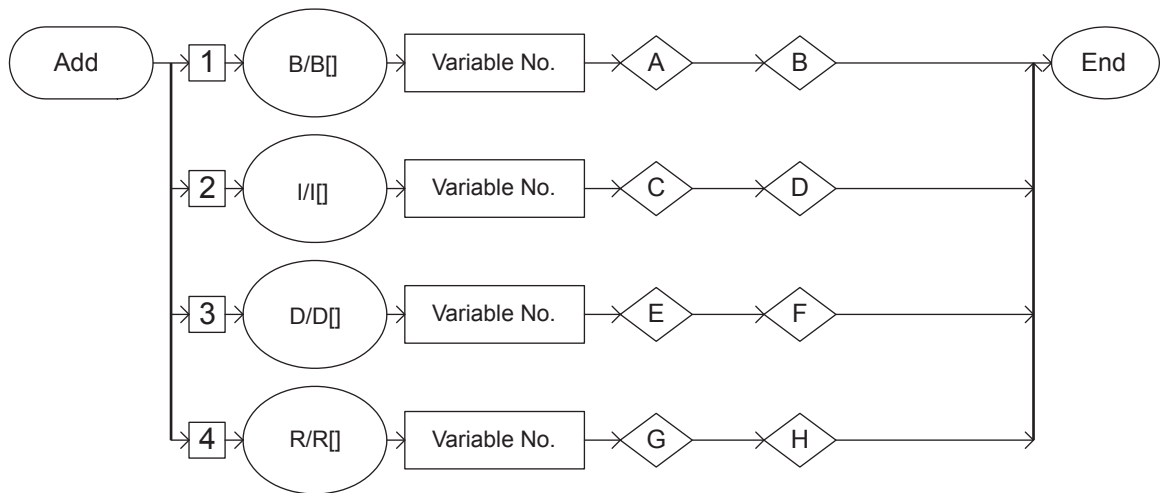 Add 1 B/B[] Variable No. A B End
2 I/I[] Variable No. C D
3 D/D[] Variable No. E F
4 R/R[] Variable No. G H